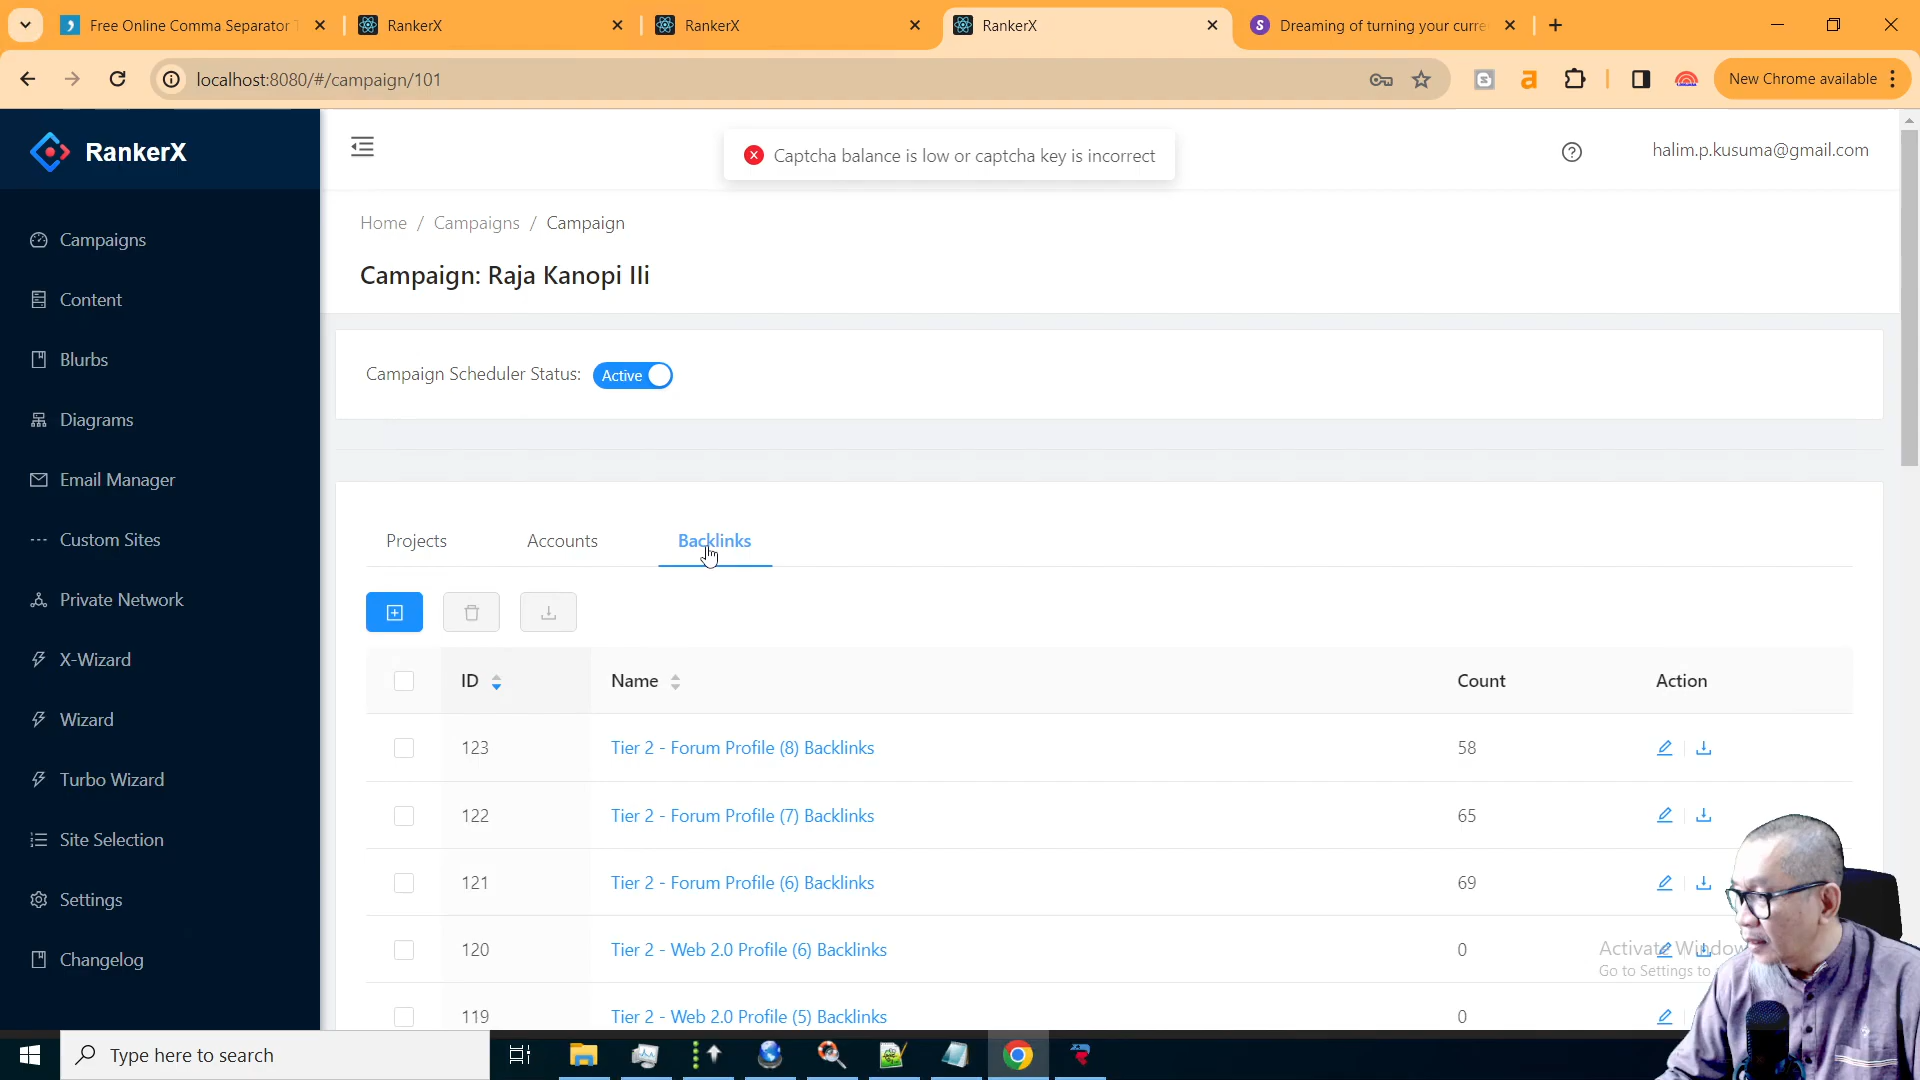 Free Online Comma Separator T
RankerX
RankerX
RankerX
Dreaming of turning your curre
localhost:8080/#/campaign/101
New Chrome available
RankerX
Captcha balance is low or captcha key is incorrect
halim.p.kusuma@gmail.com
Home / Campaigns / Campaign
Campaign: Raja Kanopi IIi
Campaigns
Content
Blurbs
Diagrams
Email Manager
Custom Sites
Private Network
X-Wizard
Wizard
Turbo Wizard
Site Selection
Settings
Changelog
Campaign Scheduler Status: Active
Projects Accounts Backlinks
ID Name Count Action
123 Tier 2 - Forum Profile (8) Backlinks 58
122 Tier 2 - Forum Profile (7) Backlinks 65
121 Tier 2 - Forum Profile (6) Backlinks 69
120 Tier 2 - Web 2.0 Profile (6) Backlinks 0
119 Tier 2 - Web 2.0 Profile (5) Backlinks 0
Activate Window
Go to Settings to
Type here to search